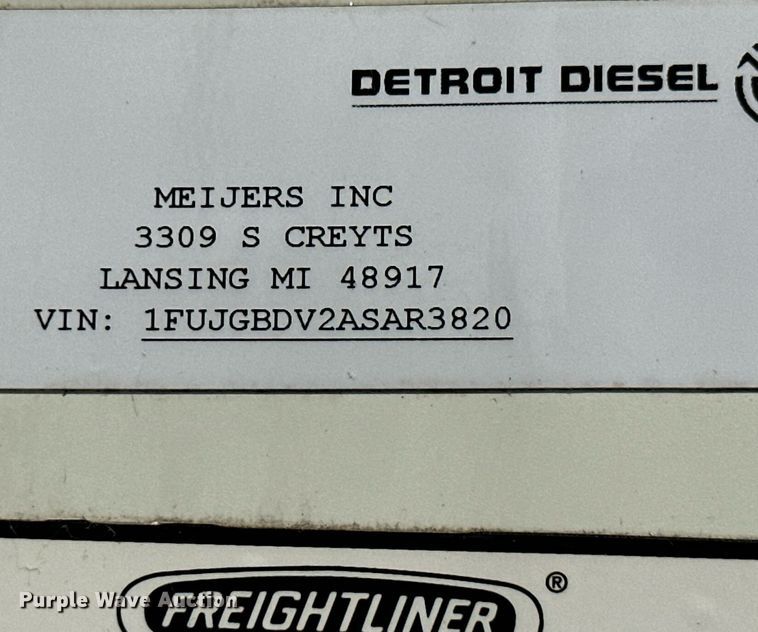 DETROIT DIESEL
MEIJERS INC
3309 S CREYTS
LANSING MI 48917
VIN: 1FUJGBDV2ASAR3820
®
FREIGHTLINER
Purple Wave Auction